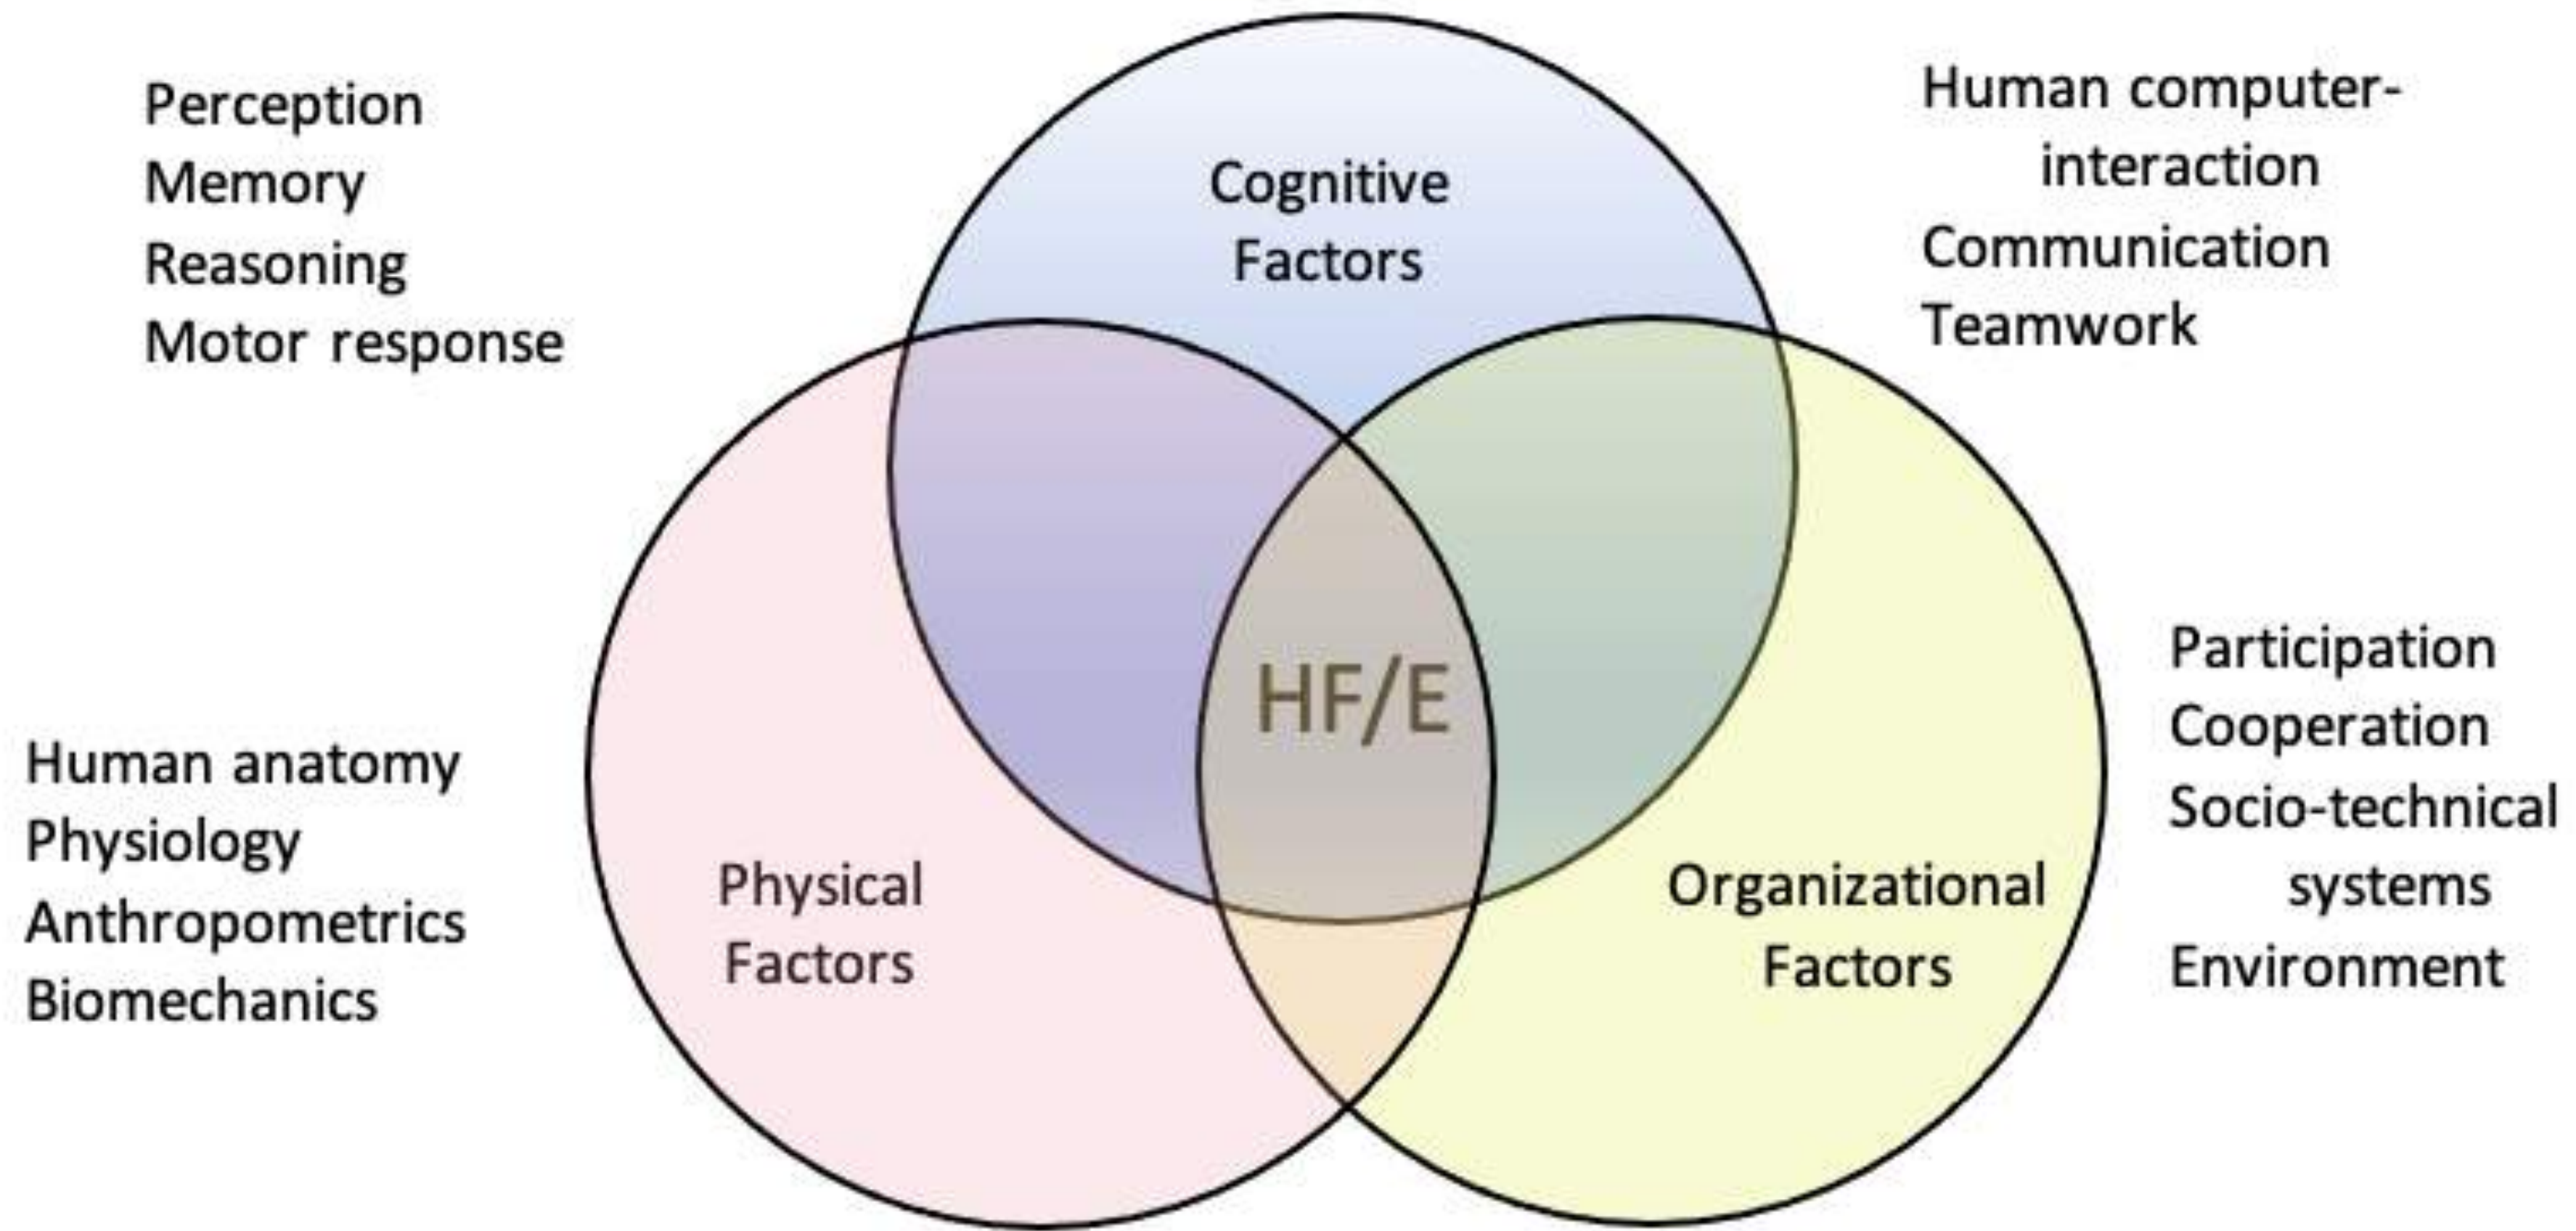 Perception
Memory
Reasoning
Motor response
Cognitive
Factors
Human computer-
interaction
Communication
Teamwork
HF/E
Human anatomy
Physiology
Anthropometrics
Biomechanics
Physical
Factors
Organizational
Factors
Participation
Cooperation
Socio-technical
systems
Environment